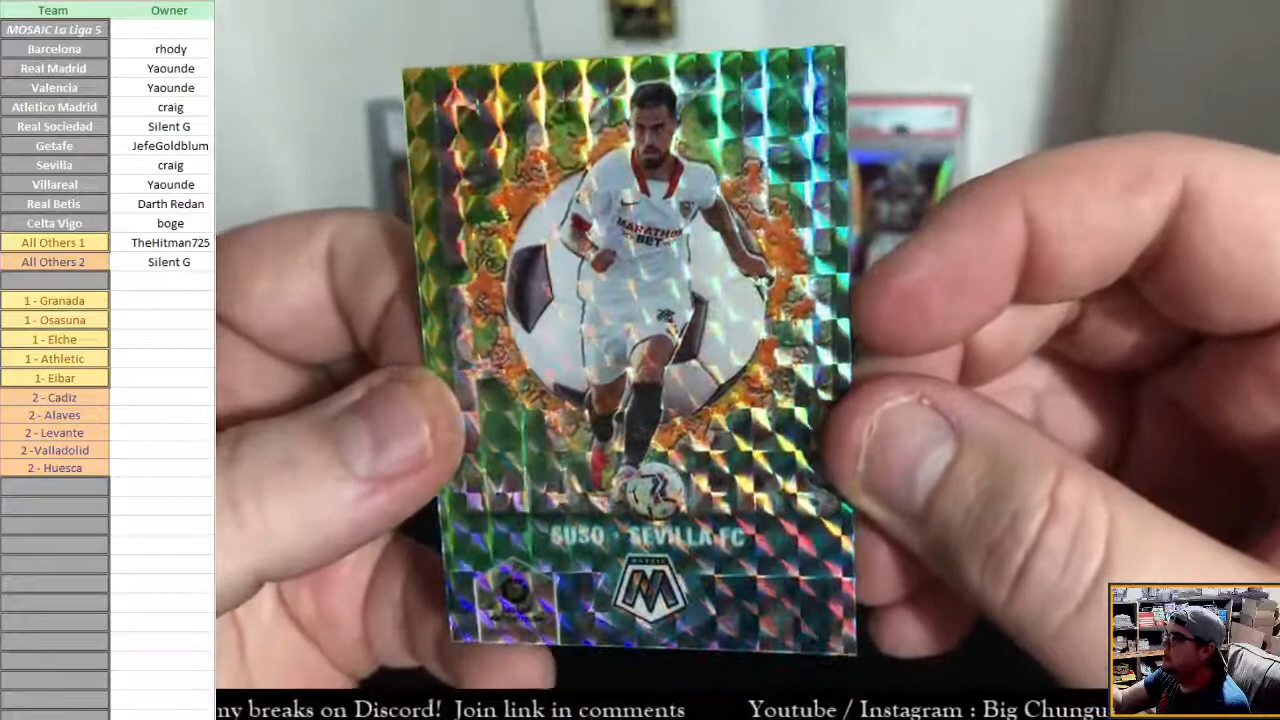 Team Owner
MOSAIC La Liga 5
Barcelona rhody
Real Madrid Yaounde
Valencia Yaounde
Atletico Madrid craig
Real Sociedad Silent G
Getafe JefeGoldblum
Sevilla craig
Villareal Yaounde
Real Betis Darth Redan
Celta Vigo boge
All Others 1 TheHitman725
All Others 2 Silent G
1 - Granada
1 - Osasuna
1 - Elche
1 - Athletic
1- Eibar
2 - Cadiz
2 - Alaves
2 - Levante
2 -Valladolid
2 - Huesca
MARATHON
BET
SUSO · SEVILLA FC
MOSAIC
M
my breaks on Discord! Join link in comments Youtube / Instagram : Big Chungu